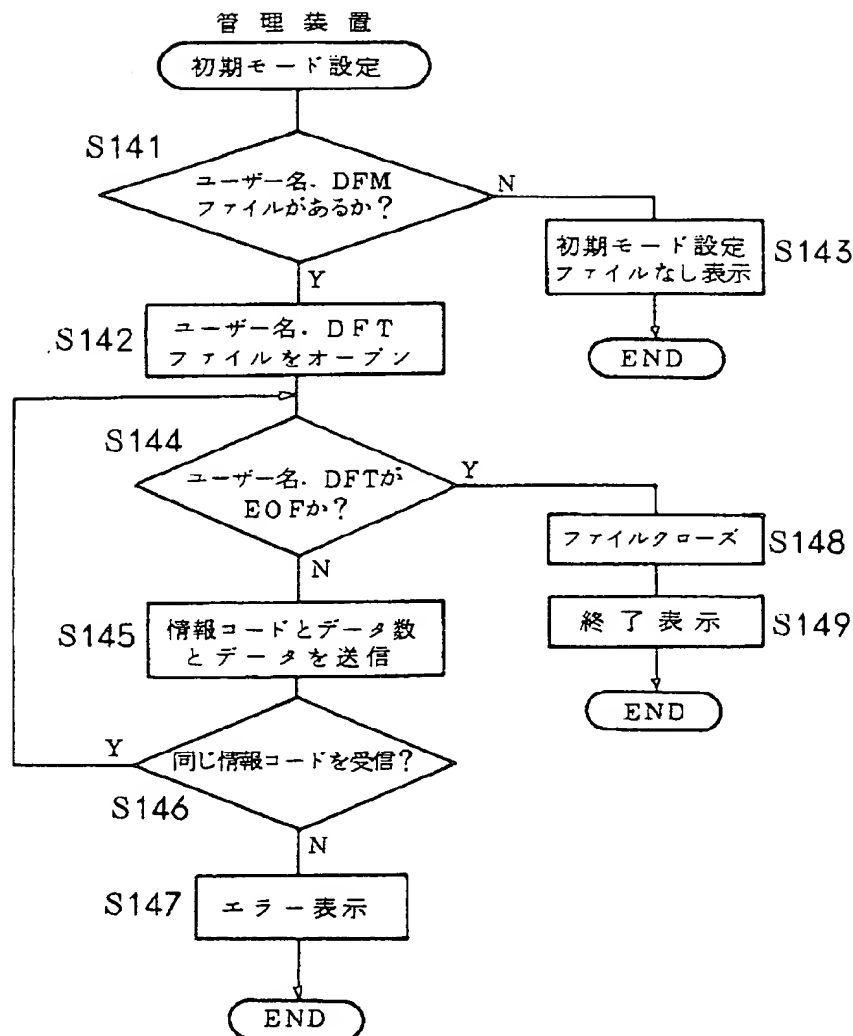 管理装置
初期モード設定
S141
ユーザー名．DFM
ファイルがあるか？
N
Y
初期モード設定
ファイルなし表示
S143
END
S142
ユーザー名．DFT
ファイルをオープン
S144
ユーザー名．DFTが
EOFか？
Y
N
ファイルクローズ
S148
S145
情報コードとデータ数
とデータを送信
終了表示
S149
END
Y
同じ情報コードを受信？
S146
N
S147
エラー表示
END